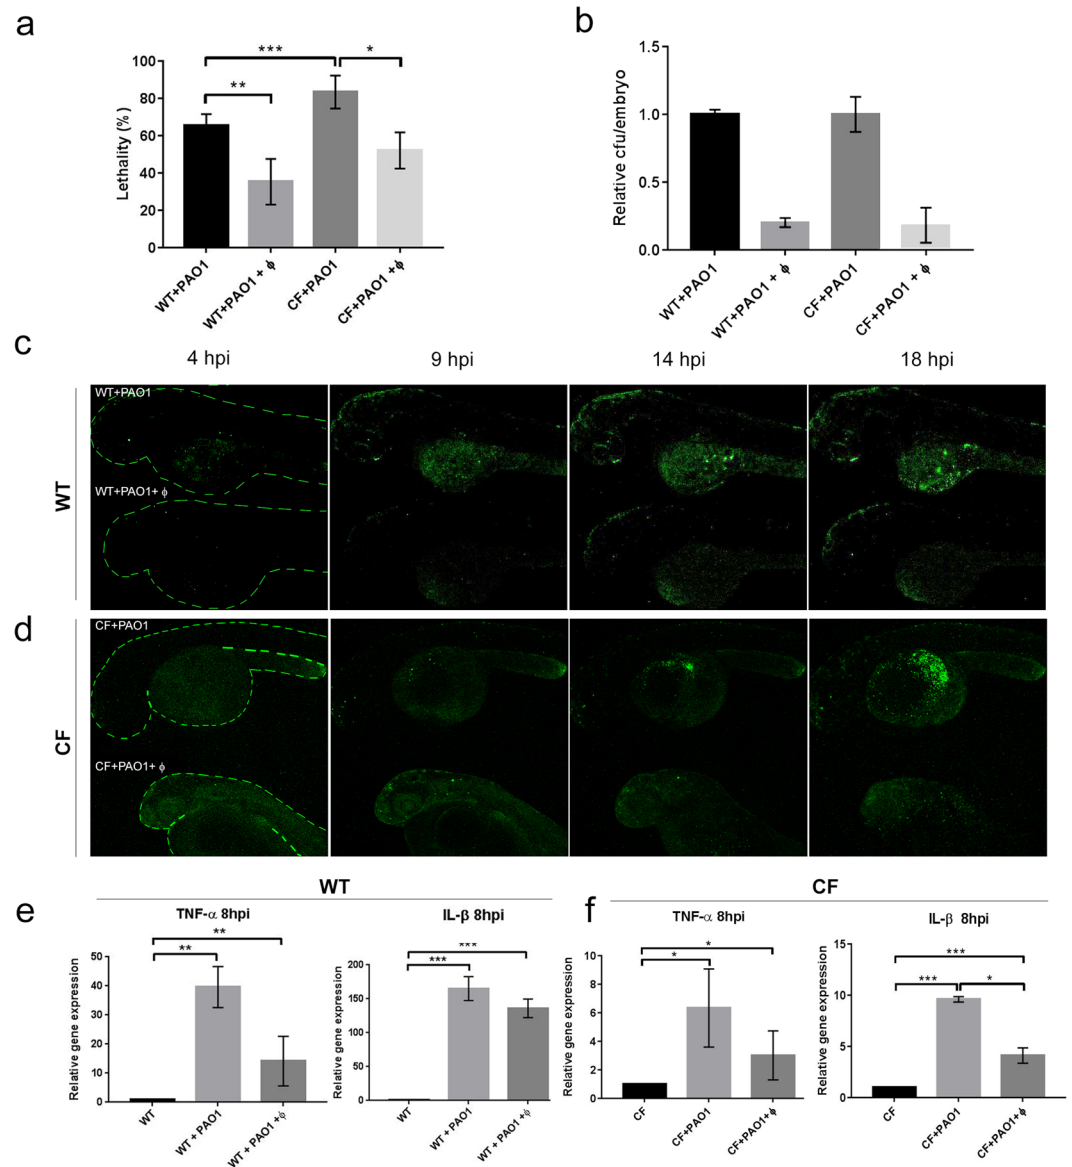 a
Lethality (%)
100
80
60
40
20
0
***
*
**
WT+PAO1
WT+PAO1 + ϕ
CF+PAO1
CF+PAO1 +ϕ
b
Relative cfu/embryo
1.5
1.0
0.5
0.0
WT+PAO1
WT+PAO1 + ϕ
CF+PAO1
CF+PAO1 + ϕ
c
4 hpi
9 hpi
14 hpi
18 hpi
WT
WT+PAO1
WT+PAO1+ ϕ
d
CF
CF+PAO1
CF+PAO1+ ϕ
WT
e
TNF-α 8hpi
Relative gene expression
50
40
30
20
10
0
**
**
WT
WT + PAO1
WT + PAO1 +ϕ
IL-β 8hpi
Relative gene expression
200
150
100
50
0
***
***
WT
WT + PAO1
WT + PAO1 +ϕ
CF
f
TNF-α 8hpi
Relative gene expression
10
8
6
4
2
0
*
*
CF
CF+PAO1
CF+PAO1+ϕ
IL-β 8hpi
Relative gene expression
15
10
5
0
***
***
*
CF
CF+PAO1
CF+PAO1+ϕ